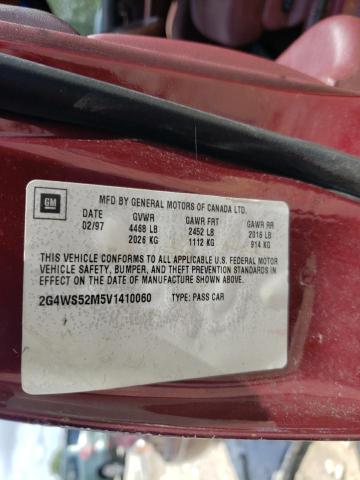 MFD BY GENERAL MOTORS OF CANADA LTD.
GM
DATE GVWR GAWR FRT GAWR RR
02/97 4468 LB 2452 LB 2016 LB
2026 KG 1112 KG 914 KG
THIS VEHICLE CONFORMS TO ALL APPLICABLE U.S. FEDERAL MOTOR
VEHICLE SAFETY, BUMPER, AND THEFT PREVENTION STANDARDS IN
EFFECT ON THE DATE OF MANUFACTURE SHOWN ABOVE.
2G4WS52M5V1410060 TYPE: PASS CAR